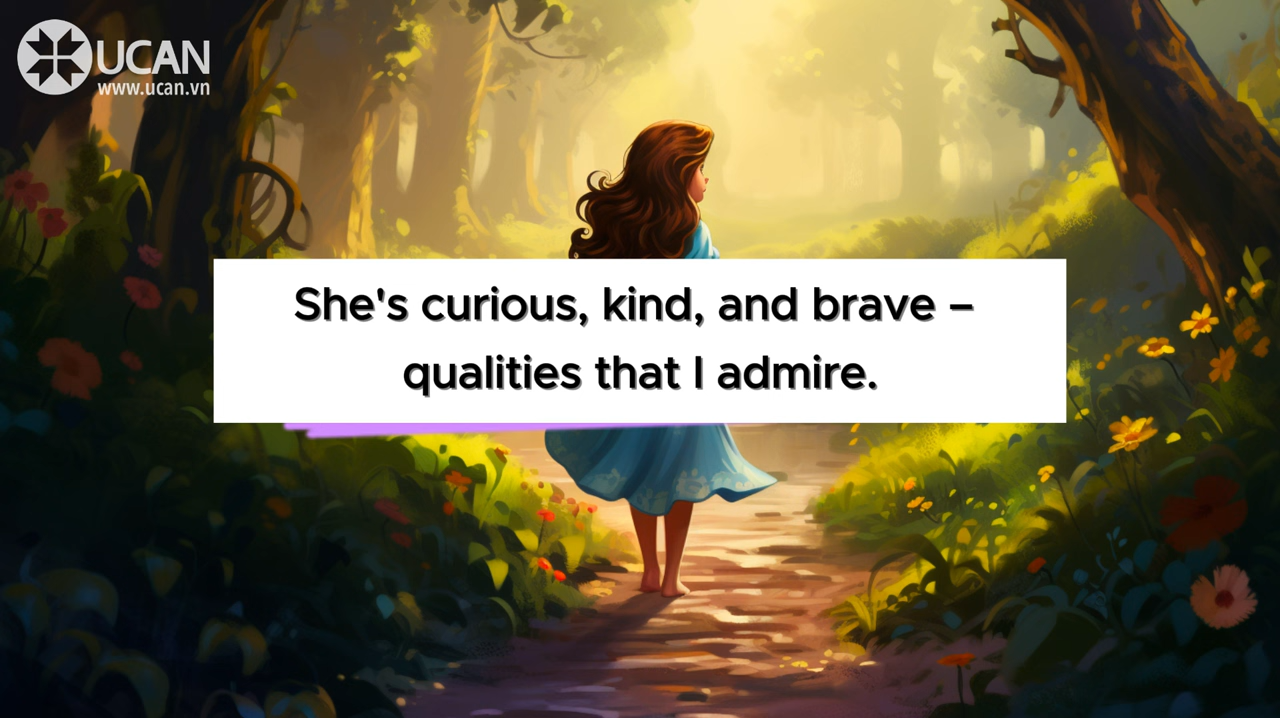 UCAN
www.ucan.vn
She's curious, kind, and brave –
qualities that I admire.